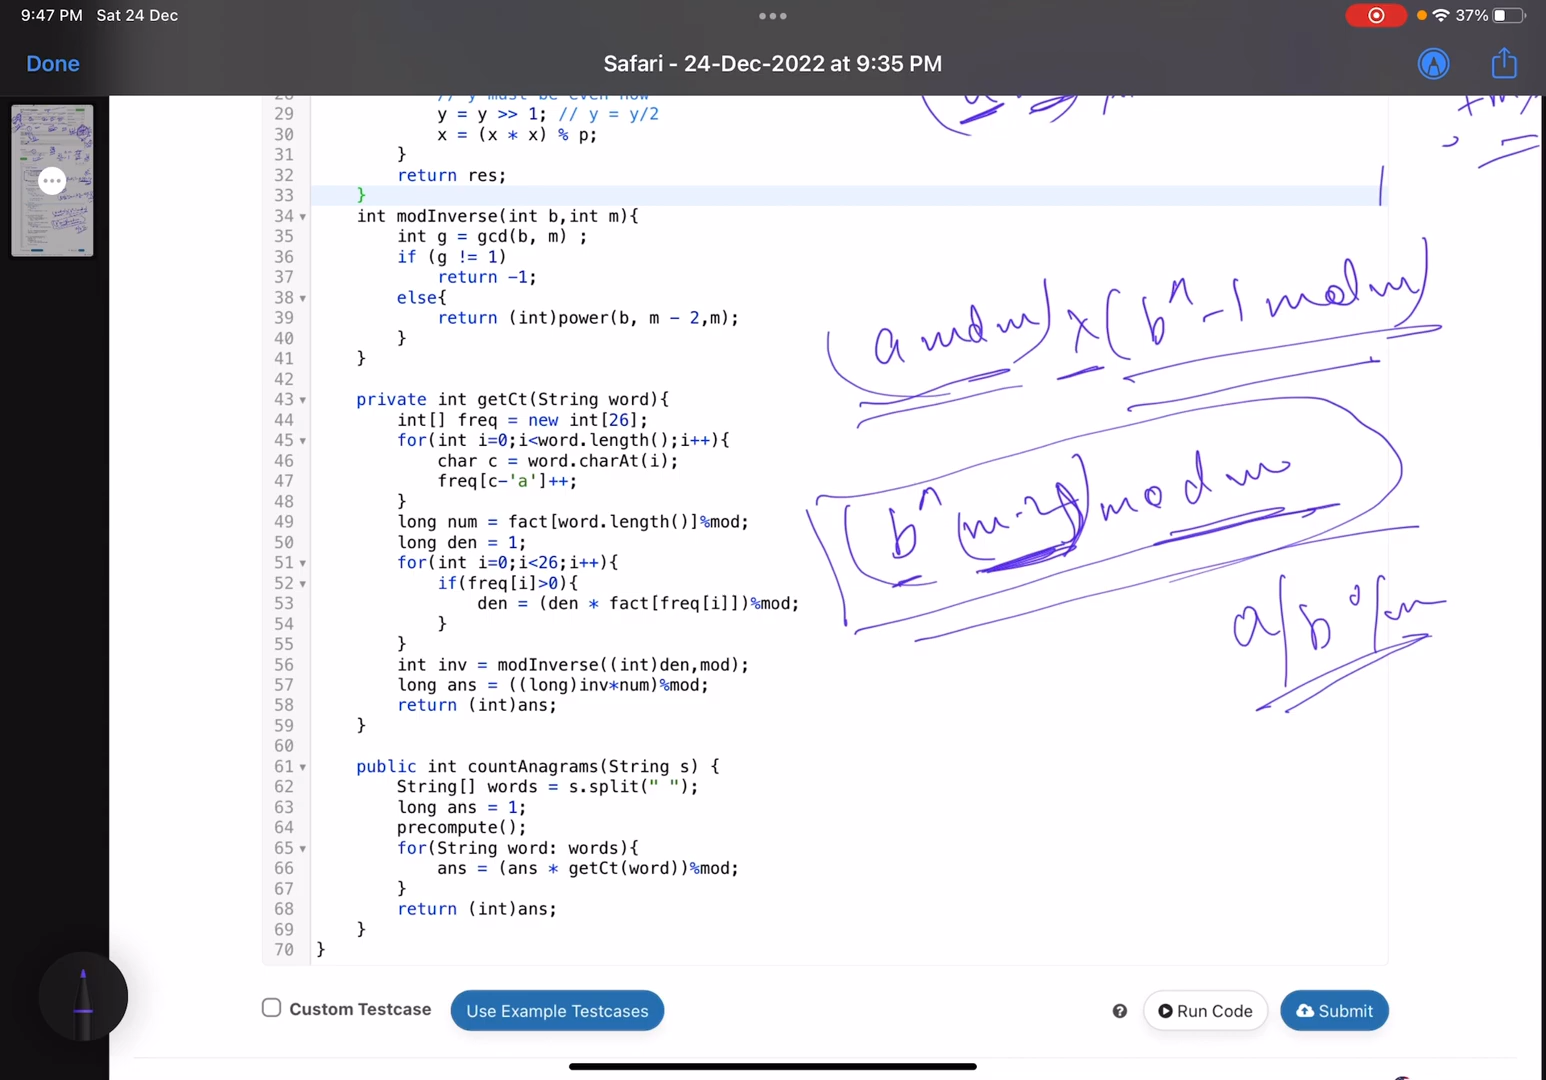 9:47 PM Sat 24 Dec
37%
Done
Safari - 24-Dec-2022 at 9:35 PM
28 // y must be even now
29 y = y >> 1; // y = y/2
30 x = (x * x) % p;
31 }
32 return res;
33 }
34 int modInverse(int b,int m){
35 int g = gcd(b, m) ;
36 if (g != 1)
37 return -1;
38 else{
39 return (int)power(b, m - 2,m);
40 }
41 }
42
43 private int getCt(String word){
44 int[] freq = new int[26];
45 for(int i=0;i<word.length();i++){
46 char c = word.charAt(i);
47 freq[c-'a']++;
48 }
49 long num = fact[word.length()]%mod;
50 long den = 1;
51 for(int i=0;i<26;i++){
52 if(freq[i]>0){
53 den = (den * fact[freq[i]])%mod;
54 }
55 }
56 int inv = modInverse((int)den,mod);
57 long ans = ((long)inv*num)%mod;
58 return (int)ans;
59 }
60
61 public int countAnagrams(String s) {
62 String[] words = s.split(" ");
63 long ans = 1;
64 precompute();
65 for(String word: words){
66 ans = (ans * getCt(word))%mod;
67 }
68 return (int)ans;
69 }
70 }
(a mod m) x (b^-1 mod m)
(b^(m-2)) mod m
a/b % m
Custom Testcase
Use Example Testcases
Run Code
Submit